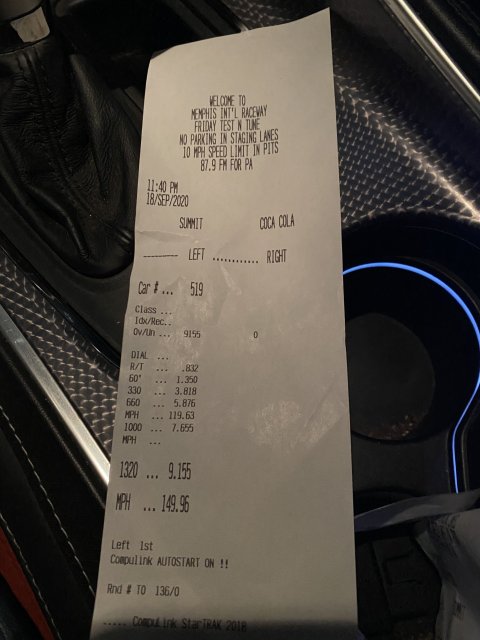 WELCOME TO
MEMPHIS INT'L RACEWAY
FRIDAY TEST N TUNE
NO PARKING IN STAGING LANES
10 MPH SPEED LIMIT IN PITS
87.9 FM FOR PA
11:40 PM
18/SEP/2020
SUMMIT COCA COLA
--------- LEFT ............ RIGHT
Car # ... 519
Class ...
Idx/Rec..
Ov/Un ... 9155 0
DIAL ...
R/T ... .832
60' ... 1.350
330 ... 3.818
660 ... 5.876
MPH ... 119.63
1000 ... 7.655
MPH ...
1320 ... 9.155
MPH ... 149.96
Left 1st
Compulink AUTOSTART ON !!
Rnd # TO 136/0
..... CompuLink StarTRAK 2018